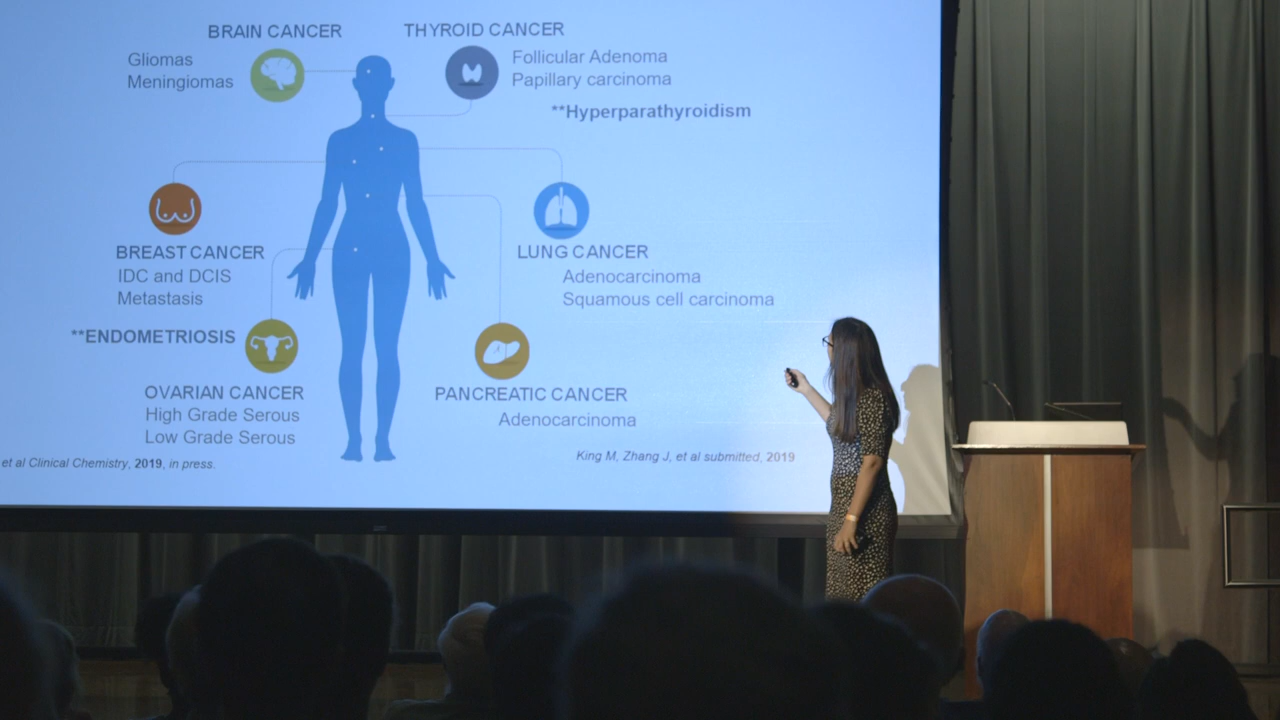 BRAIN CANCER
Gliomas
Meningiomas
THYROID CANCER
Follicular Adenoma
Papillary carcinoma
**Hyperparathyroidism
BREAST CANCER
IDC and DCIS
Metastasis
LUNG CANCER
Adenocarcinoma
Squamous cell carcinoma
**ENDOMETRIOSIS
OVARIAN CANCER
High Grade Serous
Low Grade Serous
PANCREATIC CANCER
Adenocarcinoma
et al Clinical Chemistry, 2019, in press.
King M, Zhang J, et al submitted, 2019